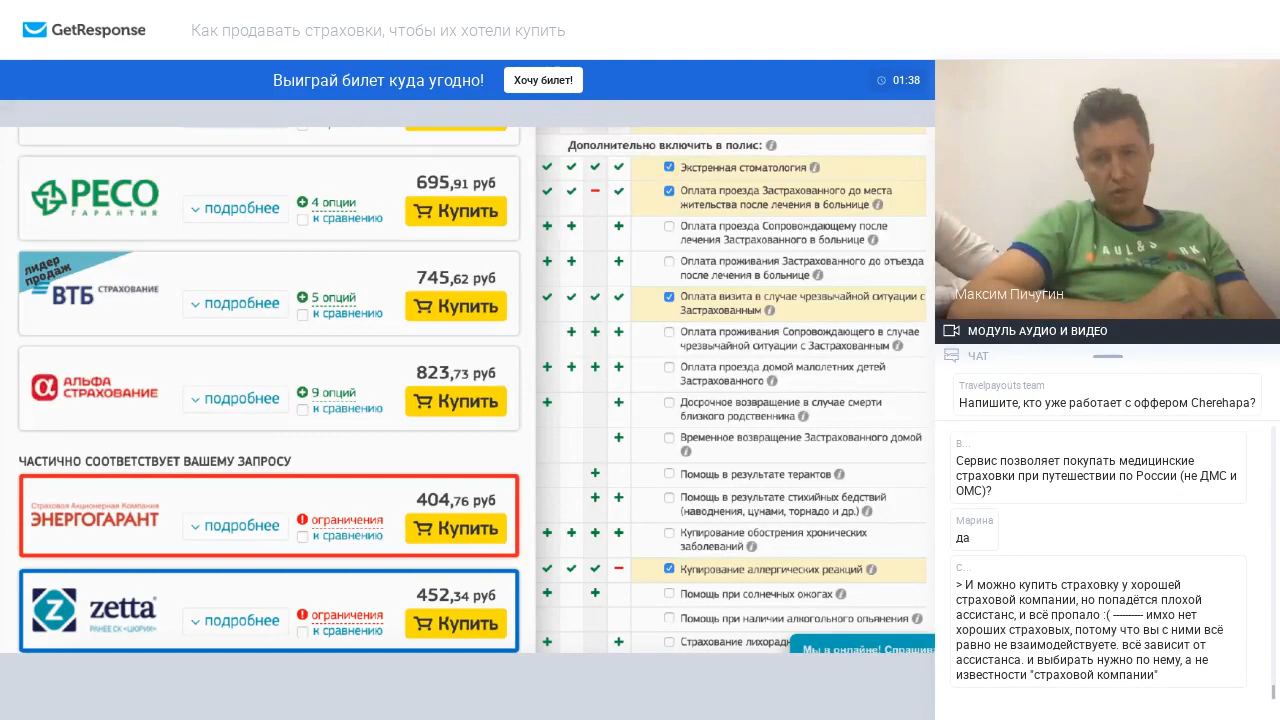 GetResponse
Как продавать страховки, чтобы их хотели купить
Выиграй билет куда угодно!
Хочу билет!
01:38
РЕСО
ГАРАНТИЯ
подробнее
4 опции
к сравнению
695,91 руб
Купить
лидер
продаж
ВТБ СТРАХОВАНИЕ
подробнее
5 опций
к сравнению
745,62 руб
Купить
АЛЬФА
СТРАХОВАНИЕ
подробнее
9 опций
к сравнению
823,73 руб
Купить
ЧАСТИЧНО СООТВЕТСТВУЕТ ВАШЕМУ ЗАПРОСУ
Страховая Акционерная Компания
ЭНЕРГОГАРАНТ
подробнее
ограничения
к сравнению
404,76 руб
Купить
Z zetta
РАНЕЕ СК «ЦЮРИХ»
подробнее
ограничения
к сравнению
452,34 руб
Купить
Дополнительно включить в полис:
Экстренная стоматология
Оплата проезда Застрахованного до места
жительства после лечения в больнице
Оплата проезда Сопровождающему после
лечения Застрахованного в больнице
Оплата проживания Застрахованного до отъезда
после лечения в больнице
Оплата визита в случае чрезвычайной ситуации с
Застрахованным
Оплата проживания Сопровождающего в случае
чрезвычайной ситуации с Застрахованным
Оплата проезда домой малолетних детей
Застрахованного
Досрочное возвращение в случае смерти
близкого родственника
Временное возвращение Застрахованного домой
Помощь в результате терактов
Помощь в результате стихийных бедствий
(наводнения, цунами, торнадо и др.)
Купирование обострения хронических
заболеваний
Купирование аллергических реакций
Помощь при солнечных ожогах
Помощь при наличии алкогольного опьянения
Страхование
Мы в онлайне!
Максим Пичугин
МОДУЛЬ АУДИО И ВИДЕО
ЧАТ
Travelpayouts team
Напишите, кто уже работает с оффером Cherehapa?
В...
Сервис позволяет покупать медицинские
страховки при путешествии по России (не ДМС и
ОМС)?
Марина
да
С...
> И можно купить страховку у хорошей
страховой компании, но попадётся плохой
ассистанс, и всё пропало :( ——— имхо нет
хороших страховых, потому что вы с ними всё
равно не взаимодействуете. всё зависит от
ассистанса. и выбирать нужно по нему, а не
известности "страховой компании"